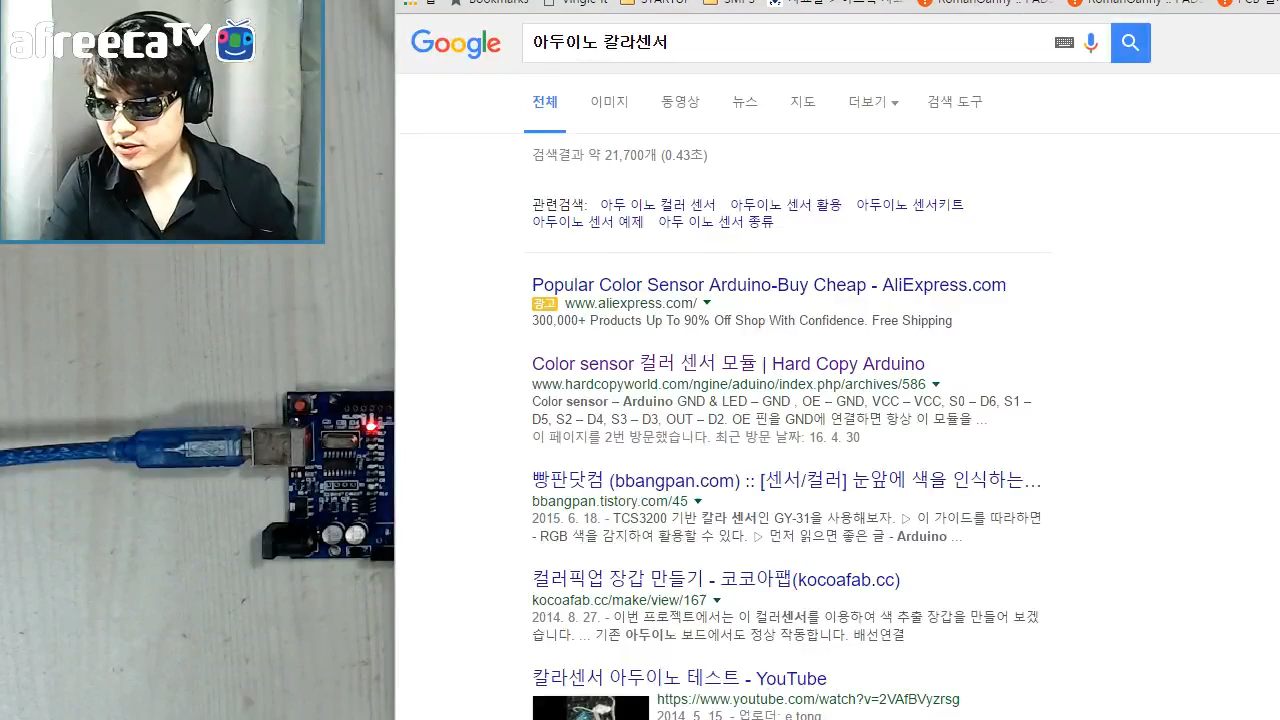 afreecaTV
Bookmarks
Vingle It
STARTUP
SMPS
Google
아두이노 칼라센서
전체 이미지 동영상 뉴스 지도 더보기 검색 도구
검색결과 약 21,700개 (0.43초)
관련검색: 아두 이노 컬러 센서 아두이노 센서 활용 아두이노 센서키트
아두이노 센서 예제 아두 이노 센서 종류
Popular Color Sensor Arduino-Buy Cheap - AliExpress.com
광고 www.aliexpress.com/
300,000+ Products Up To 90% Off Shop With Confidence. Free Shipping
Color sensor 컬러 센서 모듈 | Hard Copy Arduino
www.hardcopyworld.com/ngine/aduino/index.php/archives/586
Color sensor – Arduino GND & LED – GND , OE – GND, VCC – VCC, S0 – D6, S1 –
D5, S2 – D4, S3 – D3, OUT – D2. OE 핀을 GND에 연결하면 항상 이 모듈을 ...
이 페이지를 2번 방문했습니다. 최근 방문 날짜: 16. 4. 30
빵판닷컴 (bbangpan.com) :: [센서/컬러] 눈앞에 색을 인식하는...
bbangpan.tistory.com/45
2015. 6. 18. - TCS3200 기반 칼라 센서인 GY-31을 사용해보자. ▷ 이 가이드를 따라하면
- RGB 색을 감지하여 활용할 수 있다. ▷ 먼저 읽으면 좋은 글 - Arduino ...
컬러픽업 장갑 만들기 - 코코아팹(kocoafab.cc)
kocoafab.cc/make/view/167
2014. 8. 27. - 이번 프로젝트에서는 이 컬러센서를 이용하여 색 추출 장갑을 만들어 보겠
습니다. ... 기존 아두이노 보드에서도 정상 작동합니다. 배선연결
칼라센서 아두이노 테스트 - YouTube
https://www.youtube.com/watch?v=2VAfBVyzrsg
2014. 5. 15. - 업로더: e tong